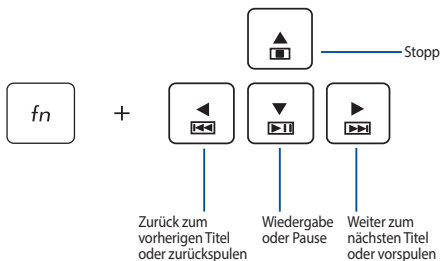 Stopp
fn +
Zurück zum
vorherigen Titel
oder zurückspulen
Wiedergabe
oder Pause
Weiter zum
nächsten Titel
oder vorspulen